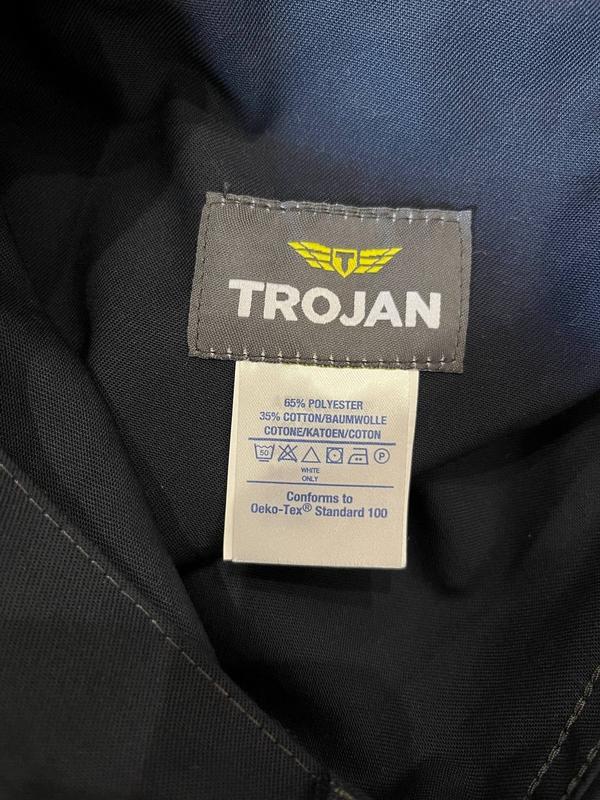 T
TROJAN
65% POLYESTER
35% COTTON/BAUMWOLLE
COTONE/KATOEN/COTON
50 P
WHITE
ONLY
Conforms to
Oeko-Tex® Standard 100